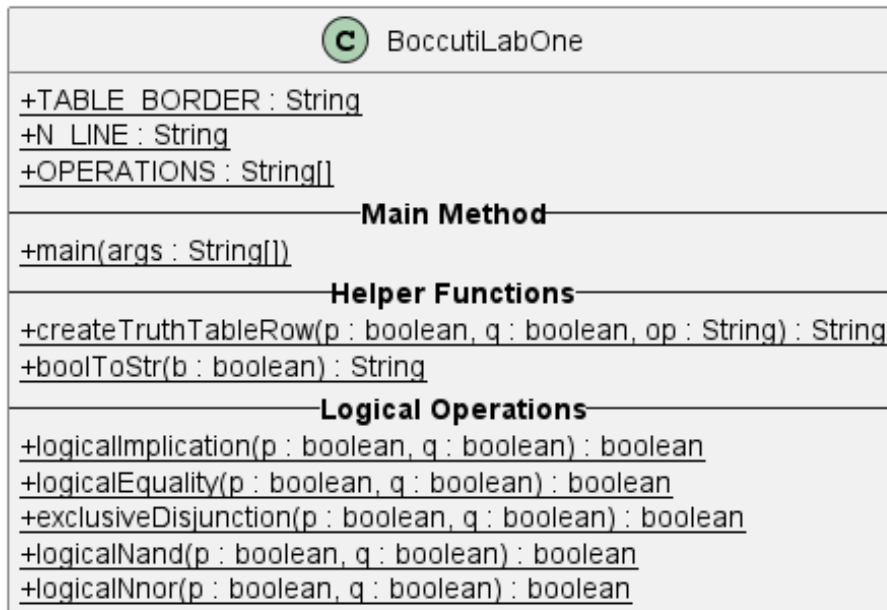 C BoccutiLabOne
+TABLE_BORDER : String
+N_LINE : String
+OPERATIONS : String[]
Main Method
+main(args : String[])
Helper Functions
+createTruthTableRow(p : boolean, q : boolean, op : String) : String
+boolToStr(b : boolean) : String
Logical Operations
+logicalImplication(p : boolean, q : boolean) : boolean
+logicalEquality(p : boolean, q : boolean) : boolean
+exclusiveDisjunction(p : boolean, q : boolean) : boolean
+logicalNand(p : boolean, q : boolean) : boolean
+logicalNnor(p : boolean, q : boolean) : boolean